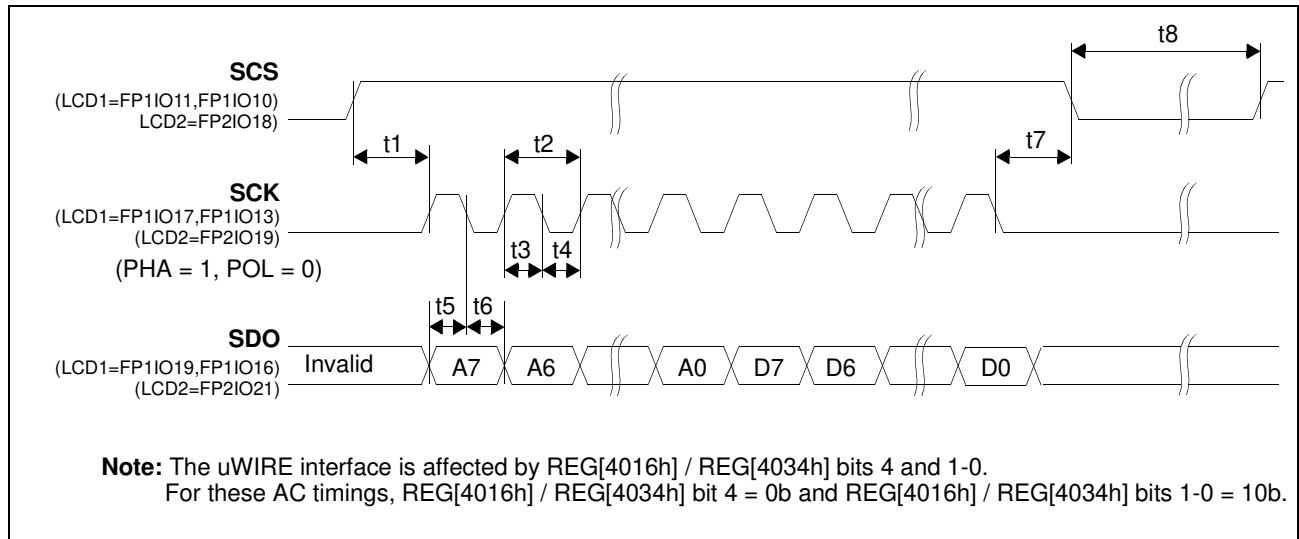 t8
SCS
(LCD1=FP1IO11,FP1IO10)
LCD2=FP2IO18)
t1
t2
t7
SCK
(LCD1=FP1IO17,FP1IO13)
(LCD2=FP2IO19)
(PHA = 1, POL = 0)
t3
t4
t5
t6
SDO
(LCD1=FP1IO19,FP1IO16)
(LCD2=FP2IO21)
Invalid
A7
A6
A0
D7
D6
D0
Note: The uWIRE interface is affected by REG[4016h] / REG[4034h] bits 4 and 1-0.
For these AC timings, REG[4016h] / REG[4034h] bit 4 = 0b and REG[4016h] / REG[4034h] bits 1-0 = 10b.